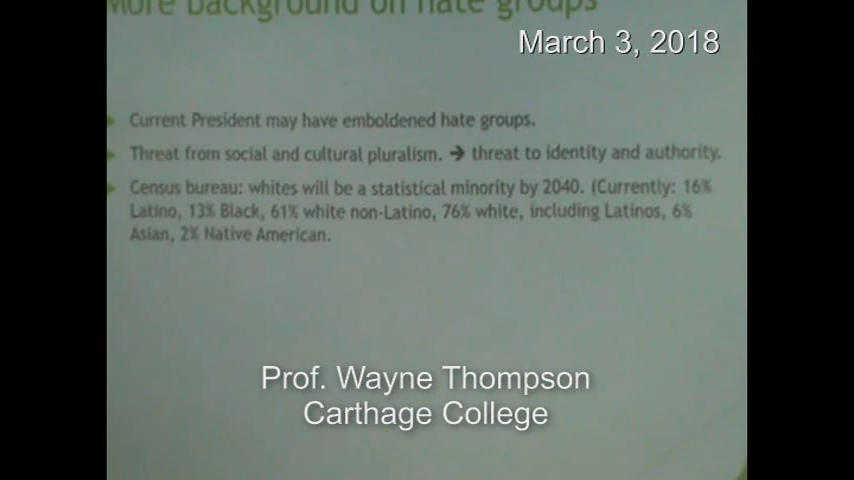 More background on hate groups
March 3, 2018
Current President may have emboldened hate groups.
Threat from social and cultural pluralism. → threat to identity and authority.
Census bureau: whites will be a statistical minority by 2040. (Currently: 16%
Latino, 13% Black, 61% white non-Latino, 76% white, including Latinos, 6%
Asian, 2% Native American.
Prof. Wayne Thompson
Carthage College